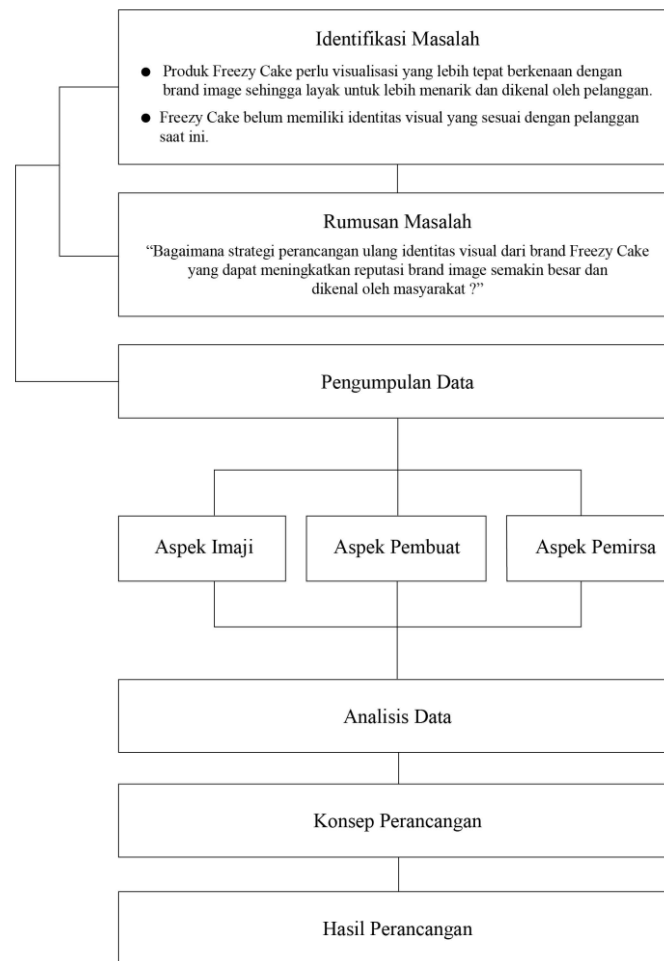 Identifikasi Masalah
● Produk Freezy Cake perlu visualisasi yang lebih tepat berkenaan dengan
brand image sehingga layak untuk lebih menarik dan dikenal oleh pelanggan.
● Freezy Cake belum memiliki identitas visual yang sesuai dengan pelanggan
saat ini.
Rumusan Masalah
“Bagaimana strategi perancangan ulang identitas visual dari brand Freezy Cake
yang dapat meningkatkan reputasi brand image semakin besar dan
dikenal oleh masyarakat ?”
Pengumpulan Data
Aspek Imaji
Aspek Pembuat
Aspek Pemirsa
Analisis Data
Konsep Perancangan
Hasil Perancangan